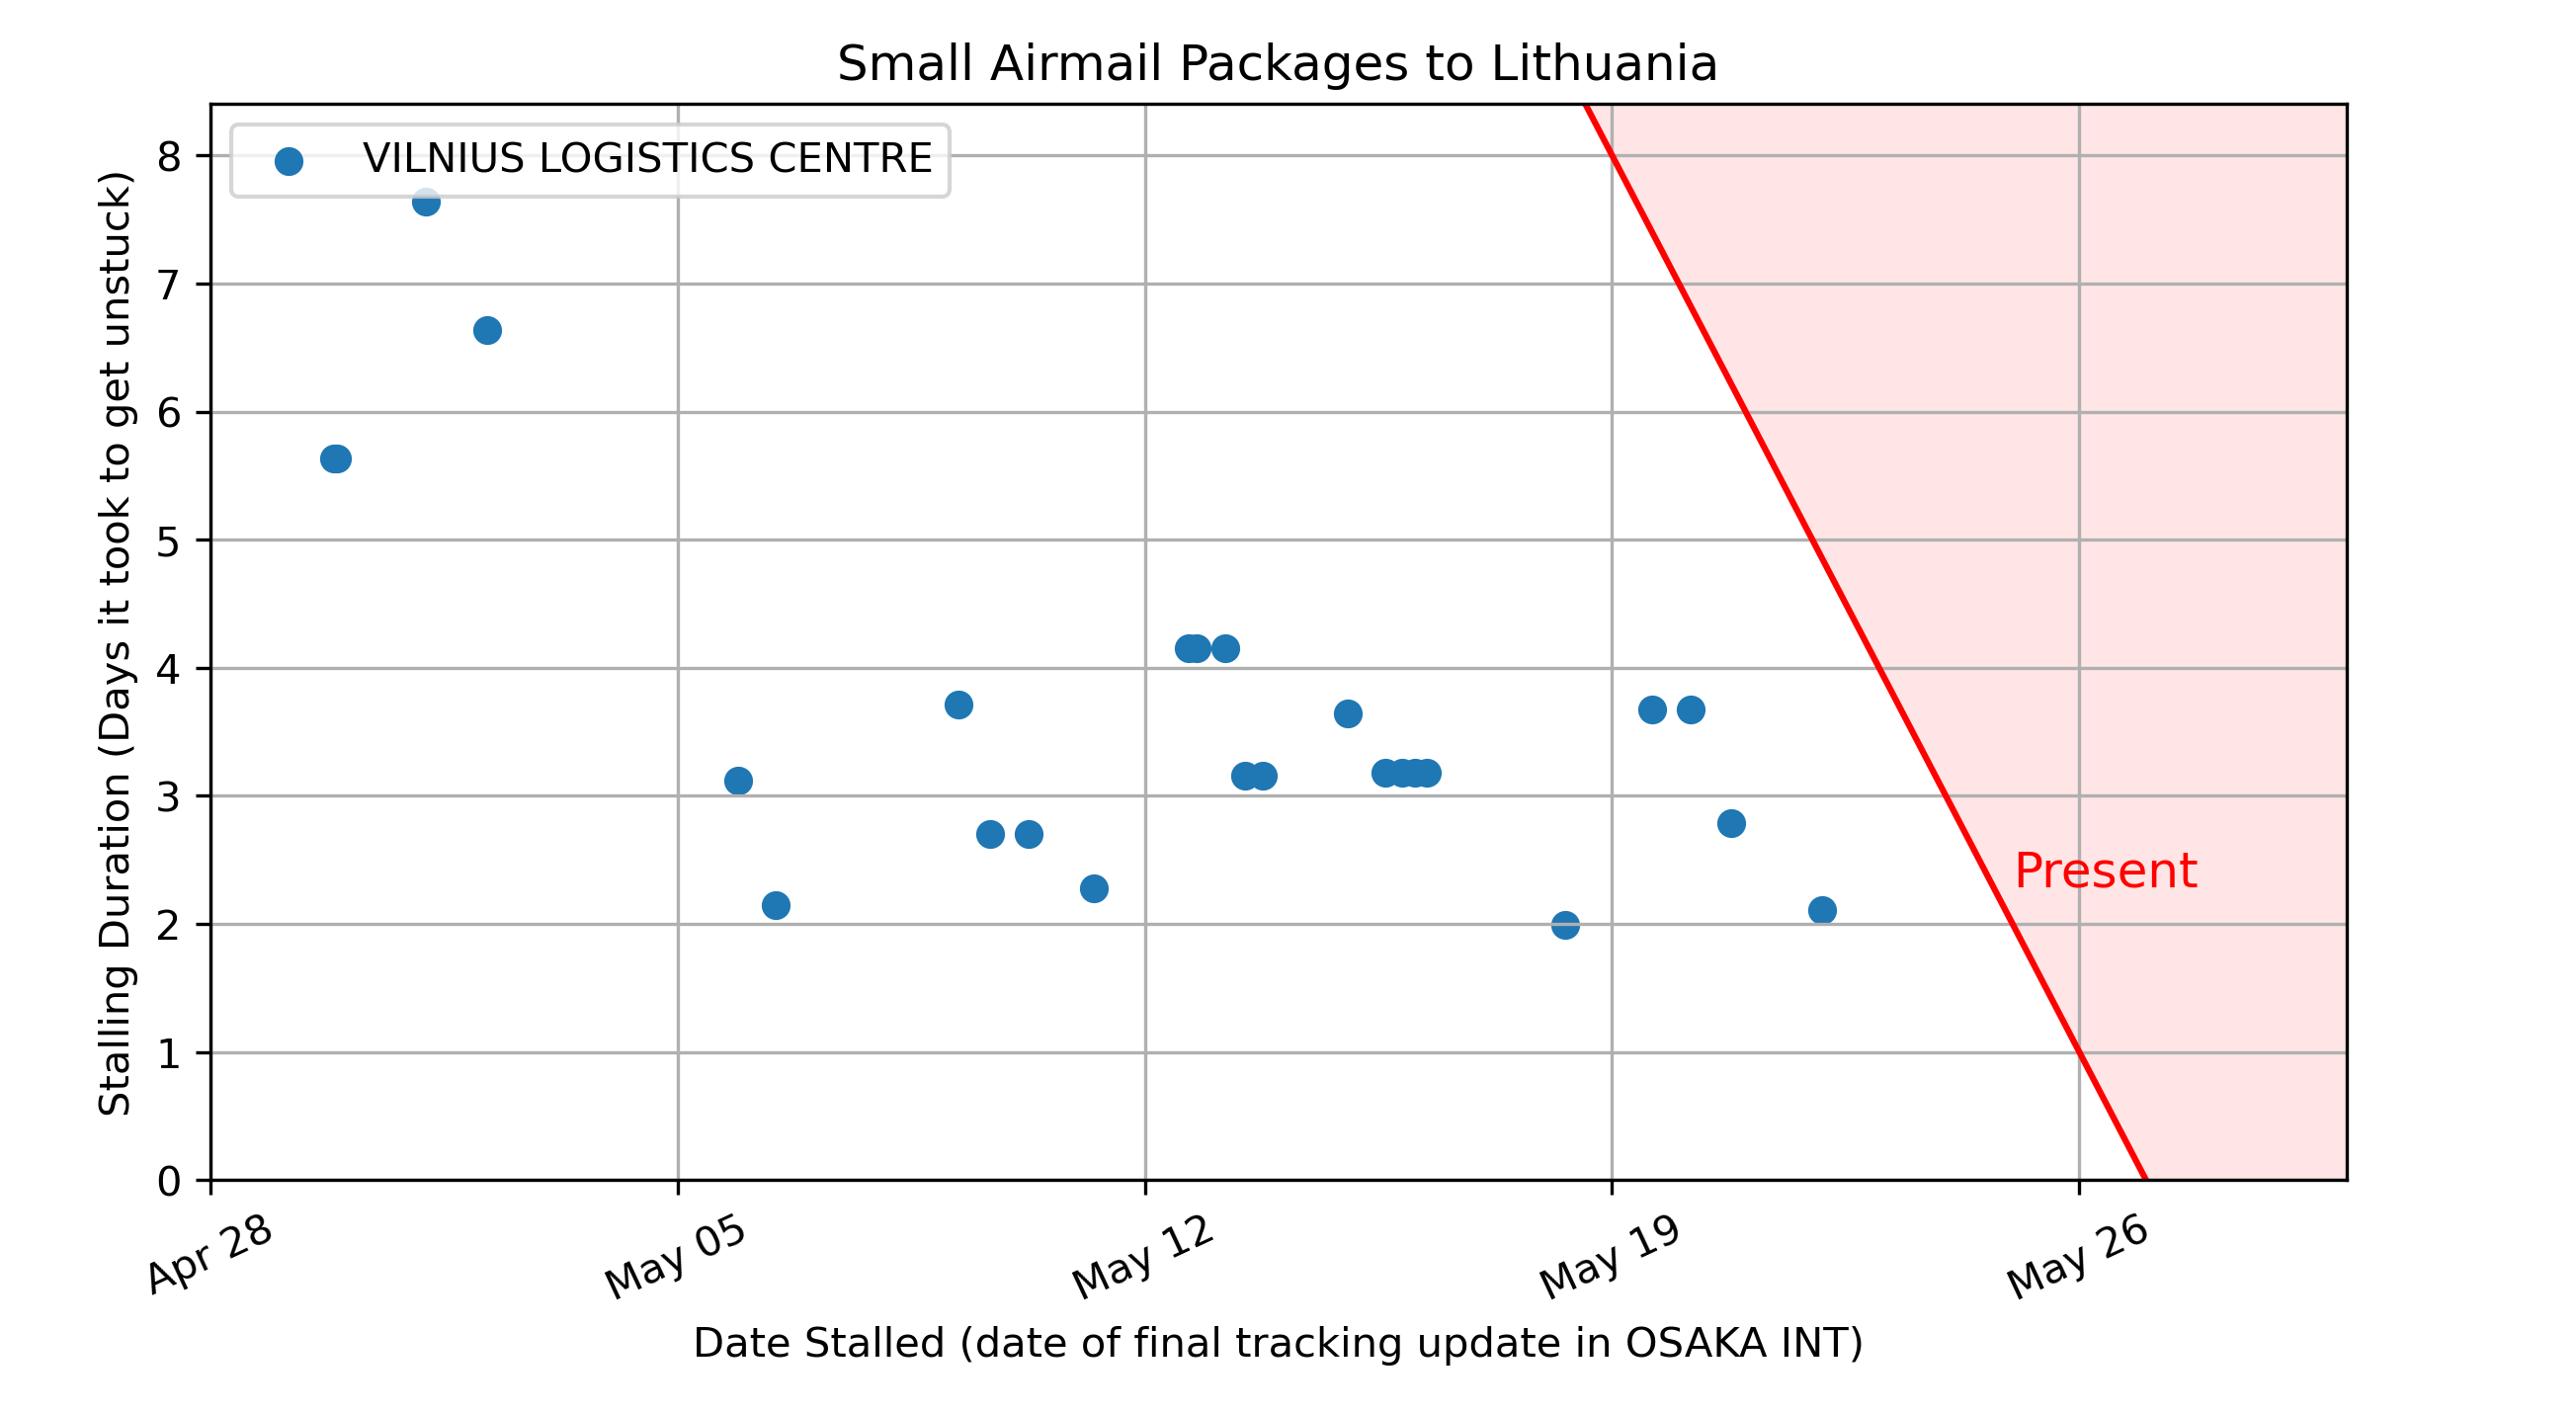 Small Airmail Packages to Lithuania
VILNIUS LOGISTICS CENTRE
Stalling Duration (Days it took to get unstuck)
8
7
6
5
4
3
2
1
0
Present
Apr 28
May 05
May 12
May 19
May 26
Date Stalled (date of final tracking update in OSAKA INT)